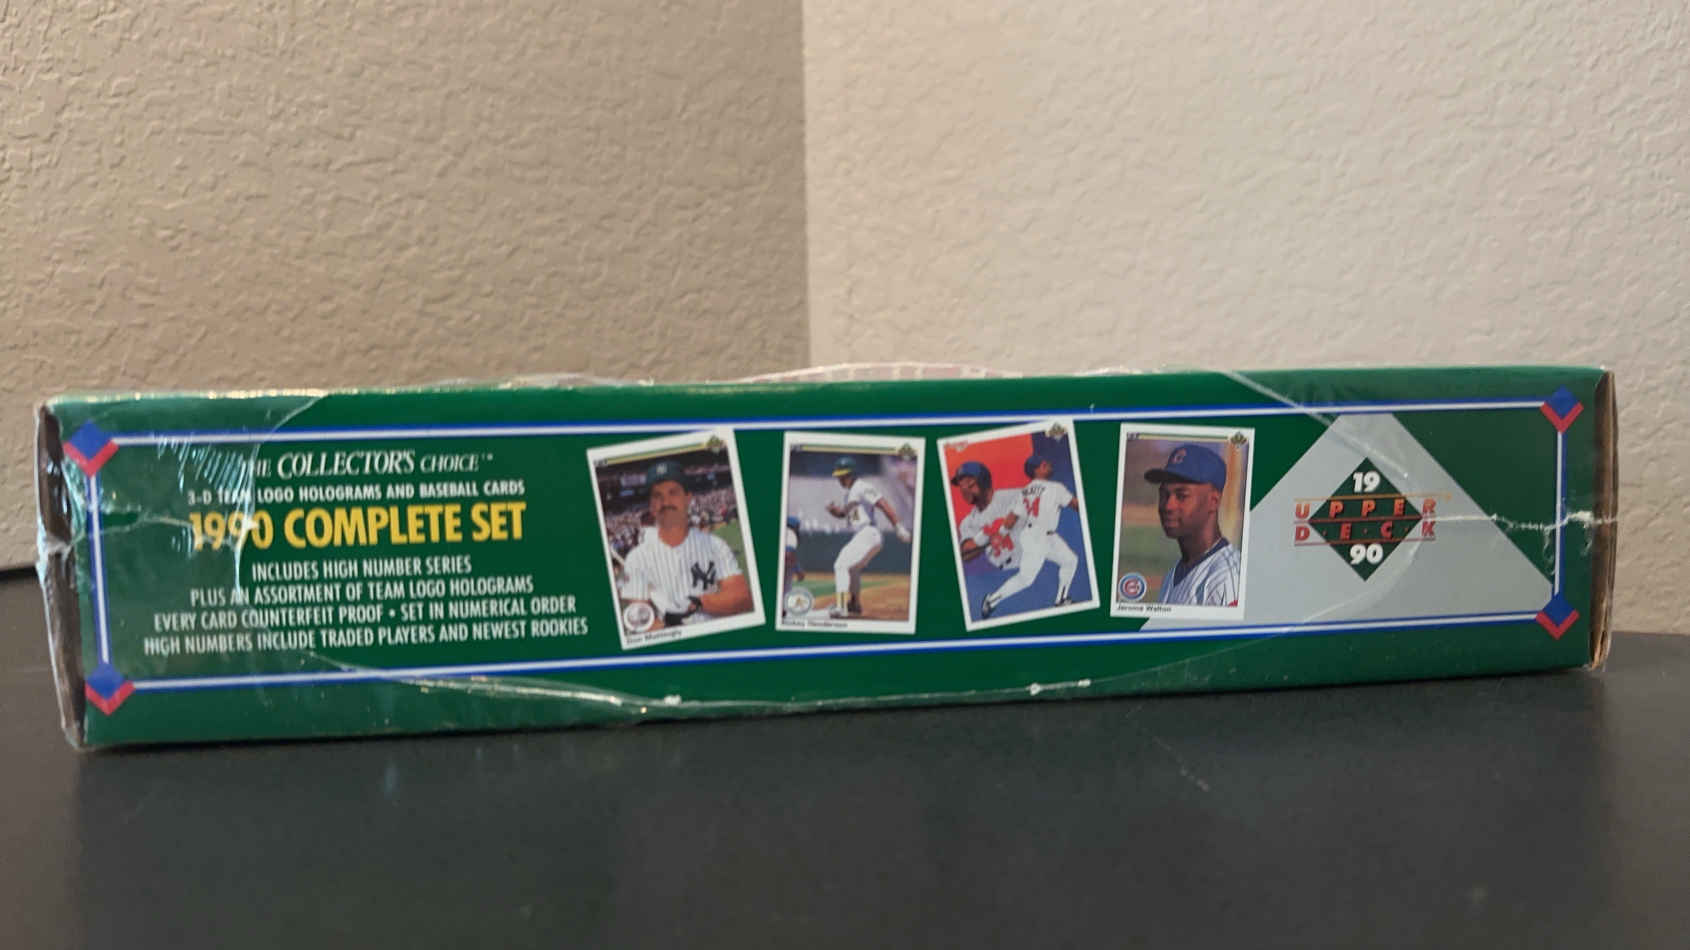 THE COLLECTOR'S CHOICE™
3-D TEAM LOGO HOLOGRAMS AND BASEBALL CARDS
1990 COMPLETE SET
INCLUDES HIGH NUMBER SERIES
PLUS AN ASSORTMENT OF TEAM LOGO HOLOGRAMS
EVERY CARD COUNTERFEIT PROOF • SET IN NUMERICAL ORDER
HIGH NUMBERS INCLUDE TRADED PLAYERS AND NEWEST ROOKIES
Don Mattingly
Rickey Henderson
Jerome Walton
19
UPPER
D·E·C·K
90